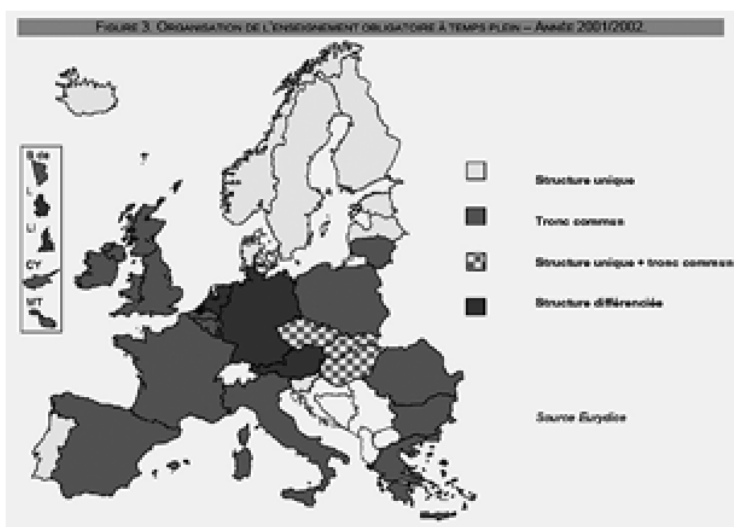 FIGURE 3. ORGANISATION DE L'ENSEIGNEMENT OBLIGATOIRE À TEMPS PLEIN – ANNÉE 2001/2002.
B de
L
LI
CY
MT
Structure unique
Tronc commun
Structure unique + tronc commun
Structure différenciée
Source Eurydice